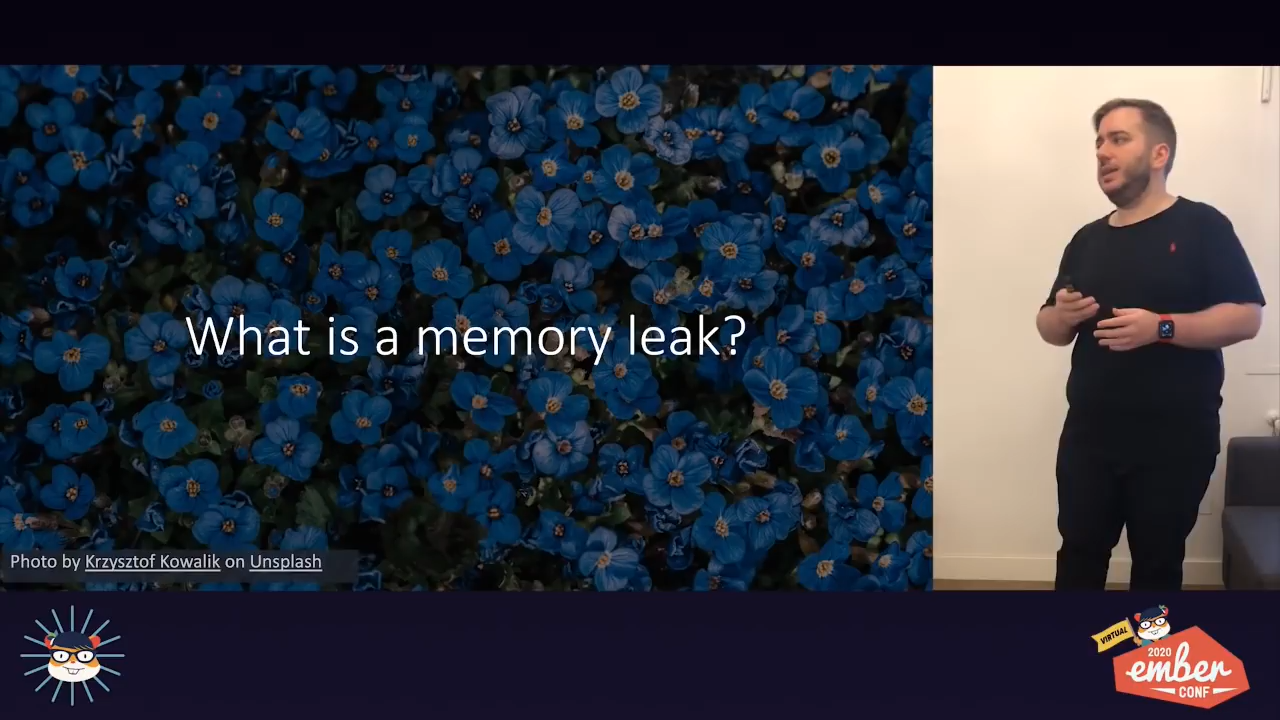 What is a memory leak?
Photo by Krzysztof Kowalik on Unsplash
VIRTUAL
2020
ember
CONF